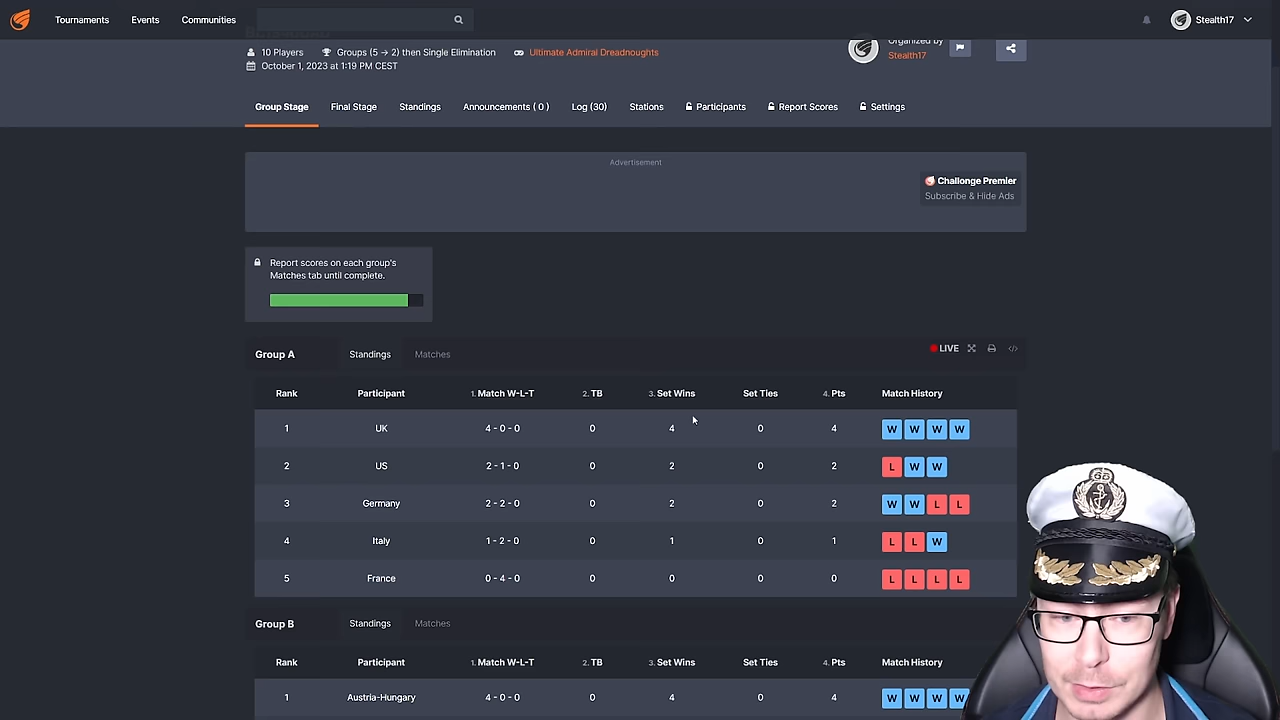 Tournaments Events Communities Stealth17
10 Players Groups (5 → 2) then Single Elimination Ultimate Admiral Dreadnoughts
October 1, 2023 at 1:19 PM CEST
Organized by
Stealth17
Group Stage Final Stage Standings Announcements ( 0 ) Log (30) Stations Participants Report Scores Settings
Advertisement
Challonge Premier
Subscribe & Hide Ads
Report scores on each group's
Matches tab until complete.
Group A Standings Matches LIVE
Rank Participant 1. Match W-L-T 2. TB 3. Set Wins Set Ties 4. Pts Match History
1 UK 4 - 0 - 0 0 4 0 4 W W W W
2 US 2 - 1 - 0 0 2 0 2 L W W
3 Germany 2 - 2 - 0 0 2 0 2 W W L L
4 Italy 1 - 2 - 0 0 1 0 1 L L W
5 France 0 - 4 - 0 0 0 0 0 L L L L
Group B Standings Matches
Rank Participant 1. Match W-L-T 2. TB 3. Set Wins Set Ties 4. Pts Match History
1 Austria-Hungary 4 - 0 - 0 0 4 0 4 W W W W